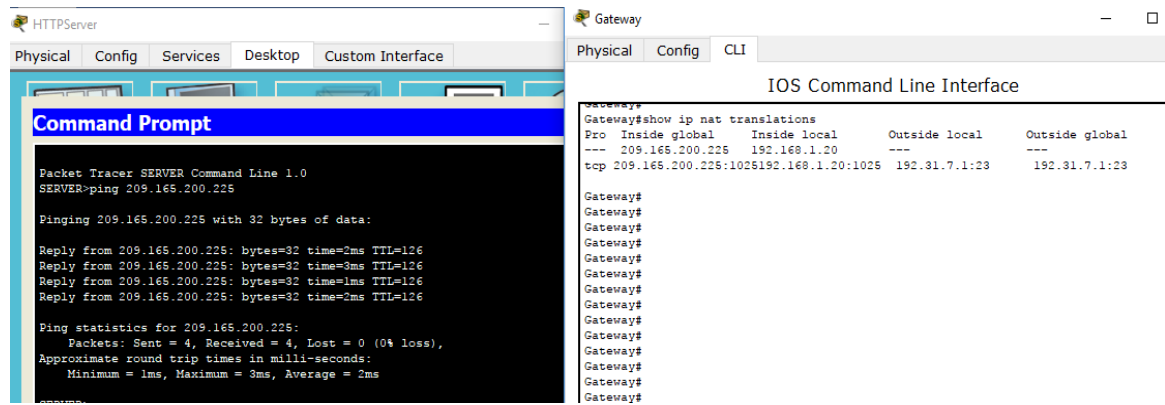 HTTPServer
Physical Config Services Desktop Custom Interface
Command Prompt
Packet Tracer SERVER Command Line 1.0
SERVER>ping 209.165.200.225
Pinging 209.165.200.225 with 32 bytes of data:
Reply from 209.165.200.225: bytes=32 time=2ms TTL=126
Reply from 209.165.200.225: bytes=32 time=3ms TTL=126
Reply from 209.165.200.225: bytes=32 time=1ms TTL=126
Reply from 209.165.200.225: bytes=32 time=2ms TTL=126
Ping statistics for 209.165.200.225:
Packets: Sent = 4, Received = 4, Lost = 0 (0% loss),
Approximate round trip times in milli-seconds:
Minimum = 1ms, Maximum = 3ms, Average = 2ms
SERVER>
Gateway
Physical Config CLI
IOS Command Line Interface
Gateway#
Gateway#show ip nat translations
Pro Inside global Inside local Outside local Outside global
--- 209.165.200.225 192.168.1.20 --- ---
tcp 209.165.200.225:1025192.168.1.20:1025 192.31.7.1:23 192.31.7.1:23
Gateway#
Gateway#
Gateway#
Gateway#
Gateway#
Gateway#
Gateway#
Gateway#
Gateway#
Gateway#
Gateway#
Gateway#
Gateway#
Gateway#